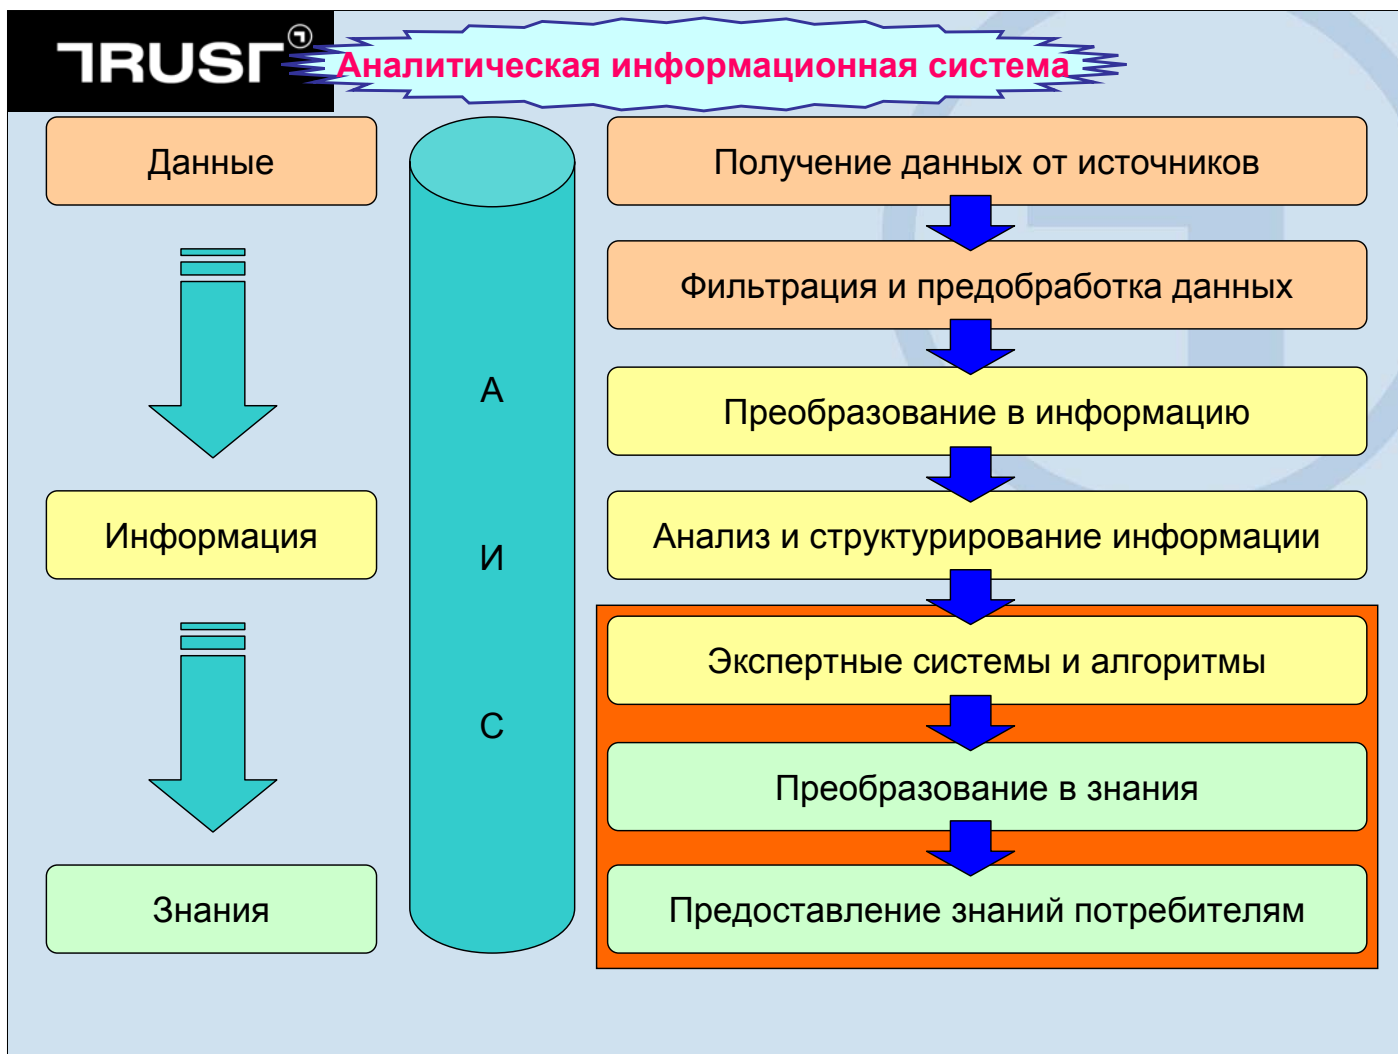 TRUST
Аналитическая информационная система
Данные
Информация
Знания
А
И
С
Получение данных от источников
Фильтрация и предобработка данных
Преобразование в информацию
Анализ и структурирование информации
Экспертные системы и алгоритмы
Преобразование в знания
Предоставление знаний потребителям